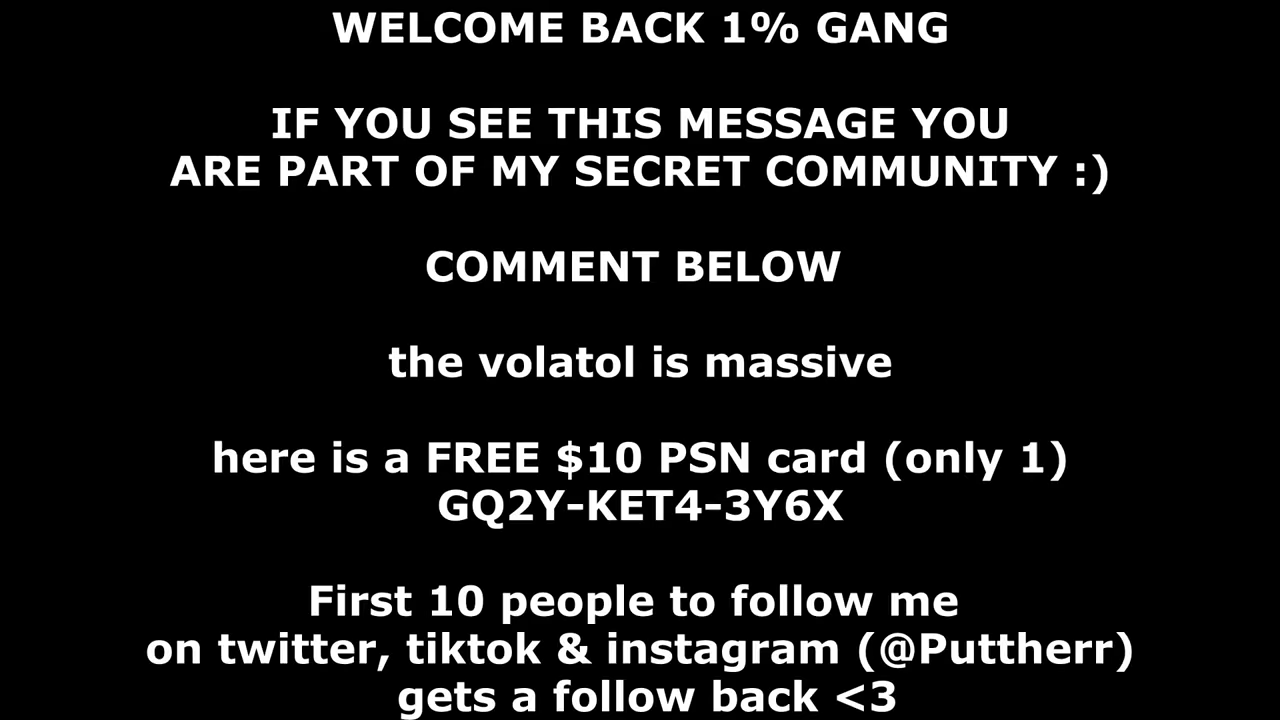 WELCOME BACK 1% GANG
IF YOU SEE THIS MESSAGE YOU
ARE PART OF MY SECRET COMMUNITY :)
COMMENT BELOW
the volatol is massive
here is a FREE $10 PSN card (only 1)
GQ2Y-KET4-3Y6X
First 10 people to follow me
on twitter, tiktok & instagram (@Puttherr)
gets a follow back <3